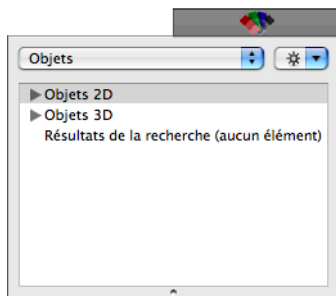 Objets
Objets 2D
Objets 3D
Résultats de la recherche (aucun élément)